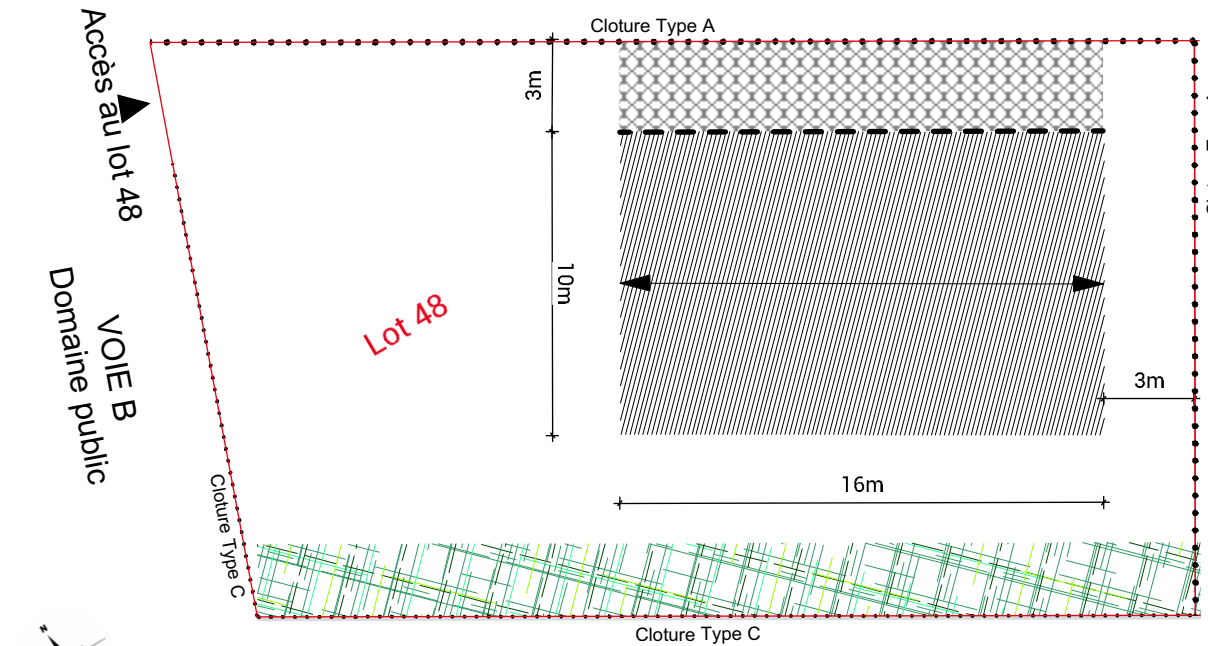 Cloture Type A
Accès au lot 48
3m
10m
Lot 48
VOIE B
Domaine public
3m
16m
Cloture Type C
Cloture Type C
N